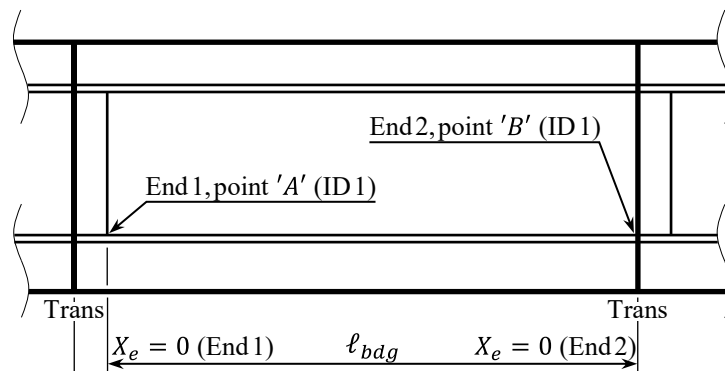 End 2, point 'B' (ID 1)
End 1, point 'A' (ID 1)
Trans
Trans
X_e = 0 (End 1)
ℓ_bdg
X_e = 0 (End 2)